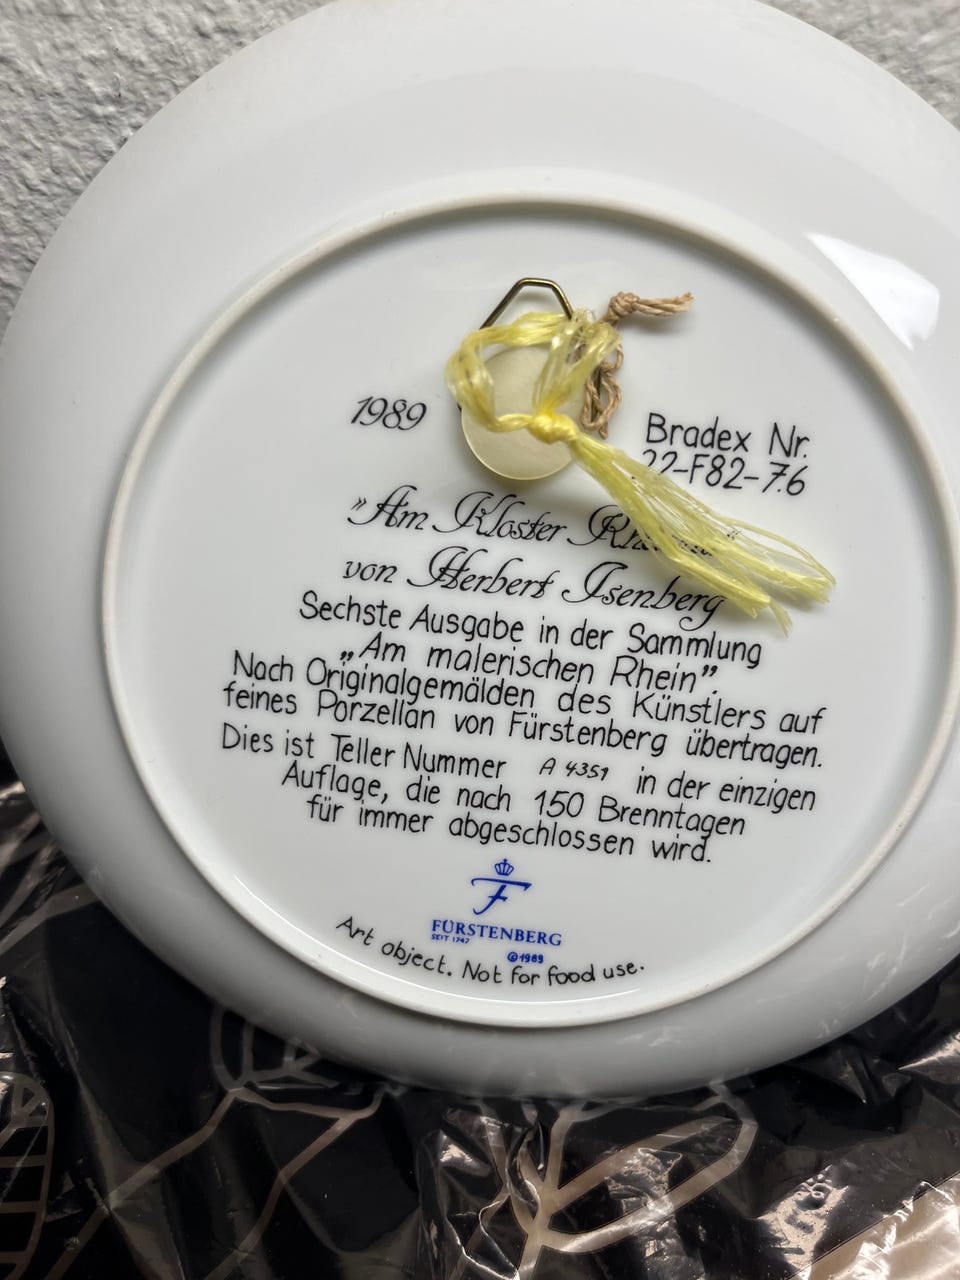 1989
Bradex Nr.
22-F82-7.6
"Am Kloster
von Herbert Isenberg
Sechste Ausgabe in der Sammlung
„Am malerischen Rhein”.
Nach Originalgemälden des Künstlers auf
feines Porzellan von Fürstenberg übertragen.
Dies ist Teller Nummer A 4351 in der einzigen
Auflage, die nach 150 Brenntagen
für immer abgeschlossen wird.
F
FÜRSTENBERG
SEIT 1747
©1989
Art object. Not for food use.